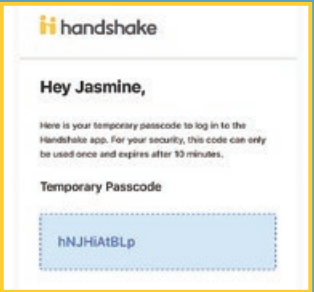 handshake
Hey Jasmine,
Here is your temporary passcode to log in to the
Handshake app. For your security, this code can only
be used once and expires after 10 minutes.
Temporary Passcode
hNJHiAtBLp